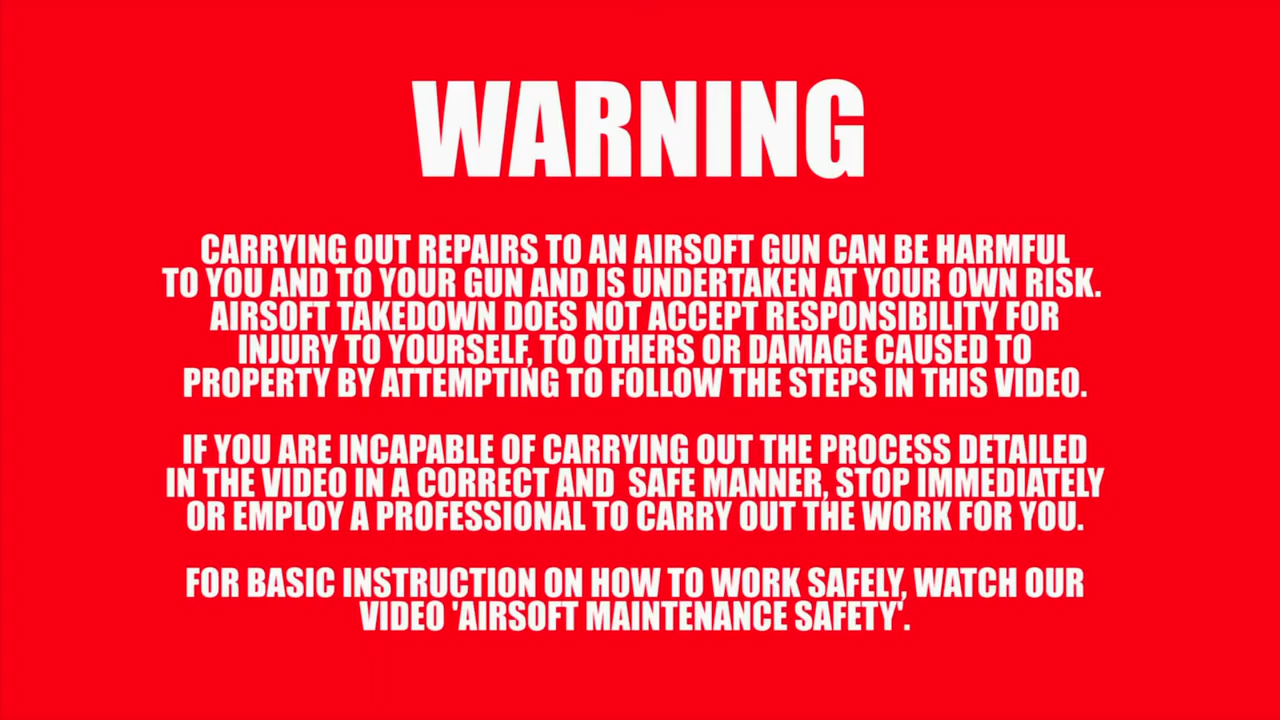 WARNING
CARRYING OUT REPAIRS TO AN AIRSOFT GUN CAN BE HARMFUL
TO YOU AND TO YOUR GUN AND IS UNDERTAKEN AT YOUR OWN RISK.
AIRSOFT TAKEDOWN DOES NOT ACCEPT RESPONSIBILITY FOR
INJURY TO YOURSELF, TO OTHERS OR DAMAGE CAUSED TO
PROPERTY BY ATTEMPTING TO FOLLOW THE STEPS IN THIS VIDEO.
IF YOU ARE INCAPABLE OF CARRYING OUT THE PROCESS DETAILED
IN THE VIDEO IN A CORRECT AND  SAFE MANNER, STOP IMMEDIATELY
OR EMPLOY A PROFESSIONAL TO CARRY OUT THE WORK FOR YOU.
FOR BASIC INSTRUCTION ON HOW TO WORK SAFELY, WATCH OUR
VIDEO 'AIRSOFT MAINTENANCE SAFETY'.